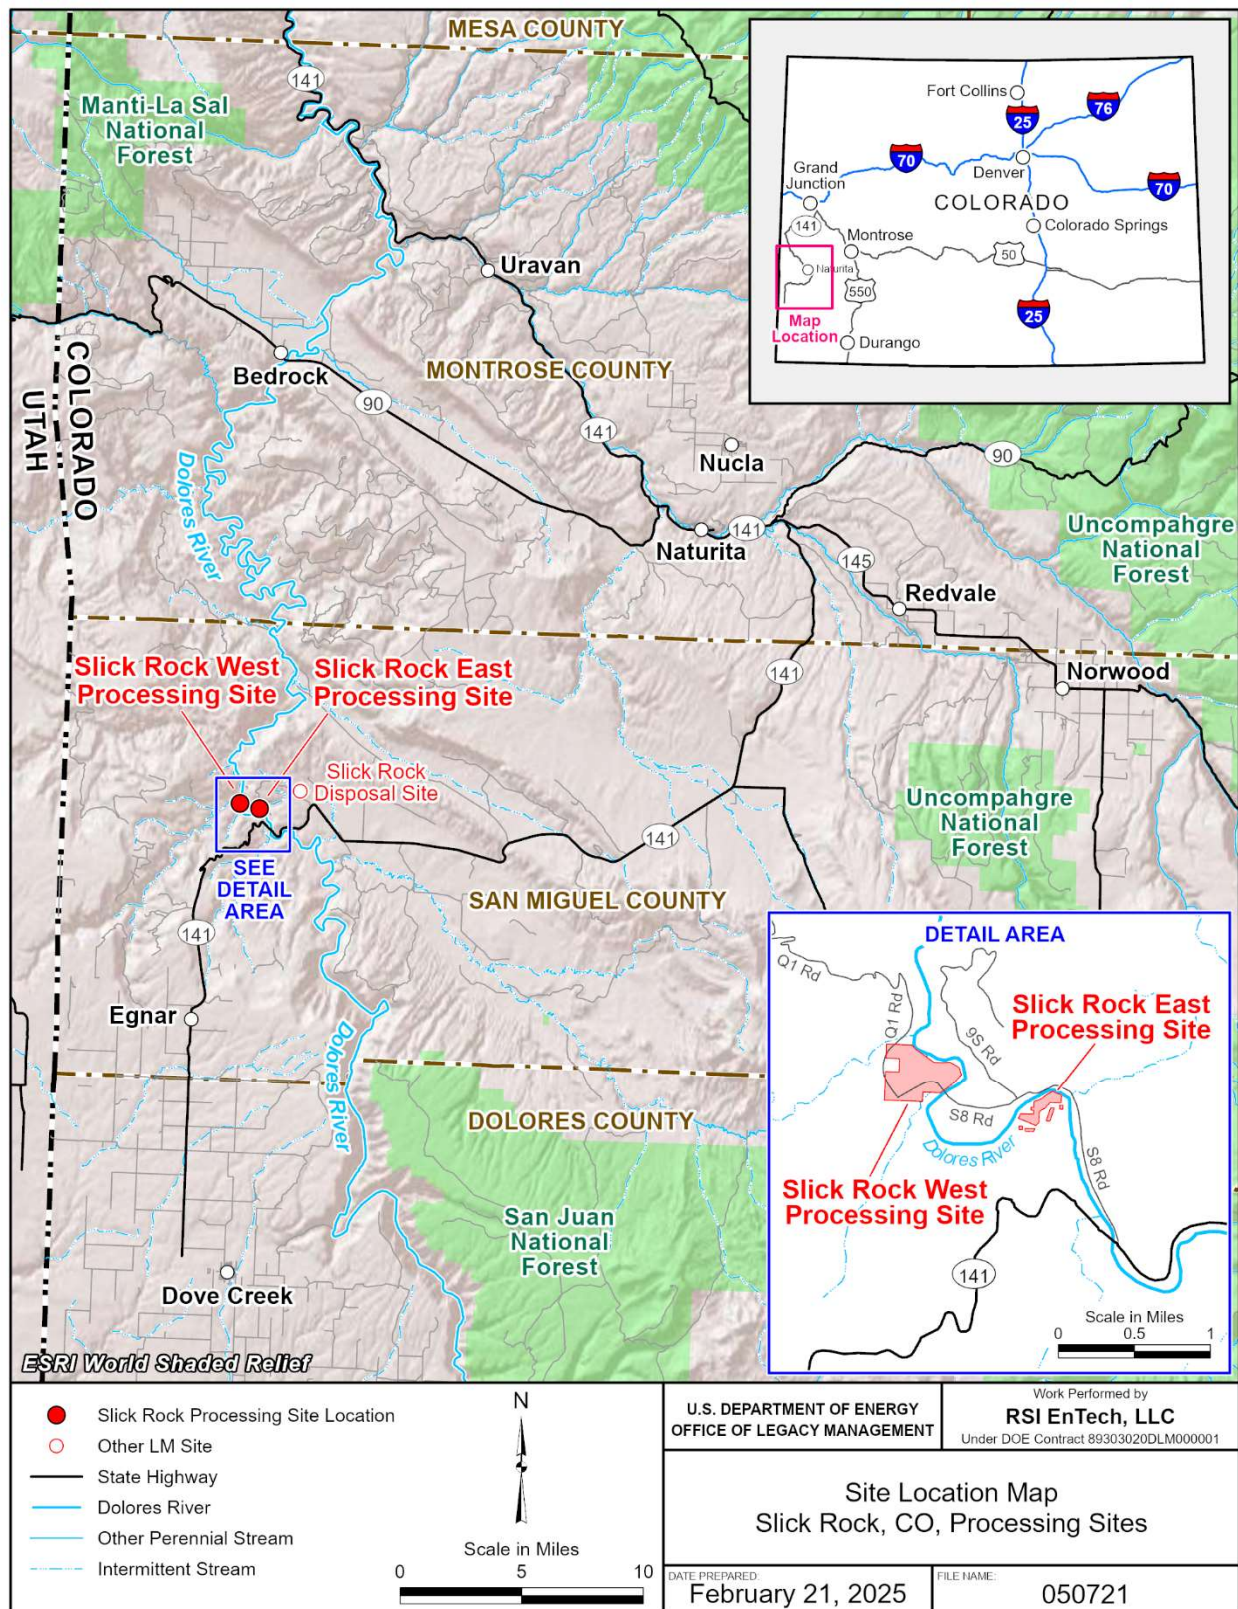 MESA COUNTY
141
Manti-La Sal
National
Forest
Uravan
Bedrock
MONTROSE COUNTY
90
141
COLORADO
UTAH
Dolores River
Nucla
90
Naturita
141
Uncompahgre
National
Forest
145
Redvale
Slick Rock West
Processing Site
Slick Rock East
Processing Site
141
Norwood
Slick Rock
Disposal Site
Uncompahgre
National
Forest
141
SEE
DETAIL
AREA
SAN MIGUEL COUNTY
141
Egnar
Dolores River
DOLORES COUNTY
San Juan
National
Forest
Dove Creek
ESRI World Shaded Relief
Fort Collins
76
25
70
Denver
Grand
Junction
70
COLORADO
141
Montrose
Colorado Springs
50
Naturita
550
25
Map
Location
Durango
DETAIL AREA
Q1 Rd
Q1 Rd
9S Rd
Slick Rock East
Processing Site
S8 Rd
Dolores River
S8 Rd
Slick Rock West
Processing Site
141
Scale in Miles
0 0.5 1
Slick Rock Processing Site Location
Other LM Site
State Highway
Dolores River
Other Perennial Stream
Intermittent Stream
N
Scale in Miles
0 5 10
U.S. DEPARTMENT OF ENERGY
OFFICE OF LEGACY MANAGEMENT
Work Performed by
RSI EnTech, LLC
Under DOE Contract 89303020DLM000001
Site Location Map
Slick Rock, CO, Processing Sites
DATE PREPARED:
February 21, 2025
FILE NAME:
050721